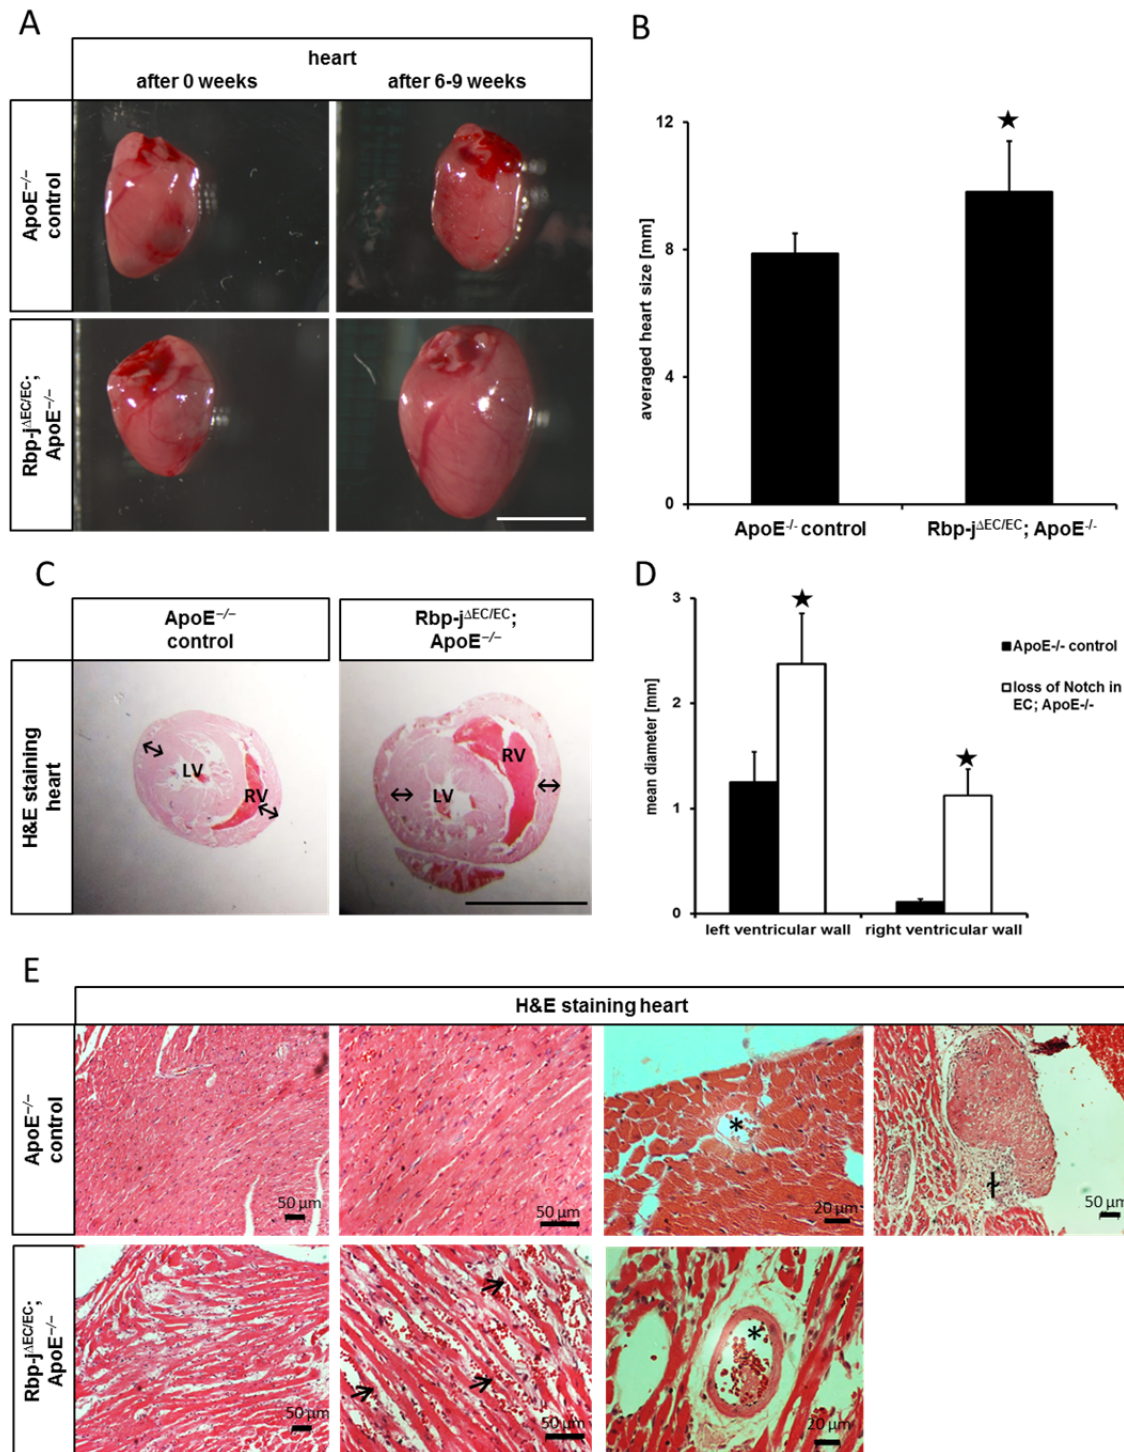 A
heart
after 0 weeks
after 6-9 weeks
ApoE⁻/⁻
control
Rbp-jΔEC/EC;
ApoE⁻/⁻
B
12
8
4
0
averaged heart size [mm]
ApoE-/- control
Rbp-jΔEC/EC; ApoE-/-
C
ApoE⁻/⁻
control
Rbp-jΔEC/EC;
ApoE⁻/⁻
H&E staining
heart
LV
RV
LV
RV
D
3
2
1
0
mean diameter [mm]
left ventricular wall
right ventricular wall
ApoE-/- control
loss of Notch in
EC; ApoE-/-
E
H&E staining heart
ApoE⁻/⁻
control
50 µm
50 µm
*
20 µm
50 µm
Rbp-jΔEC/EC;
ApoE⁻/⁻
50 µm
50 µm
*
20 µm